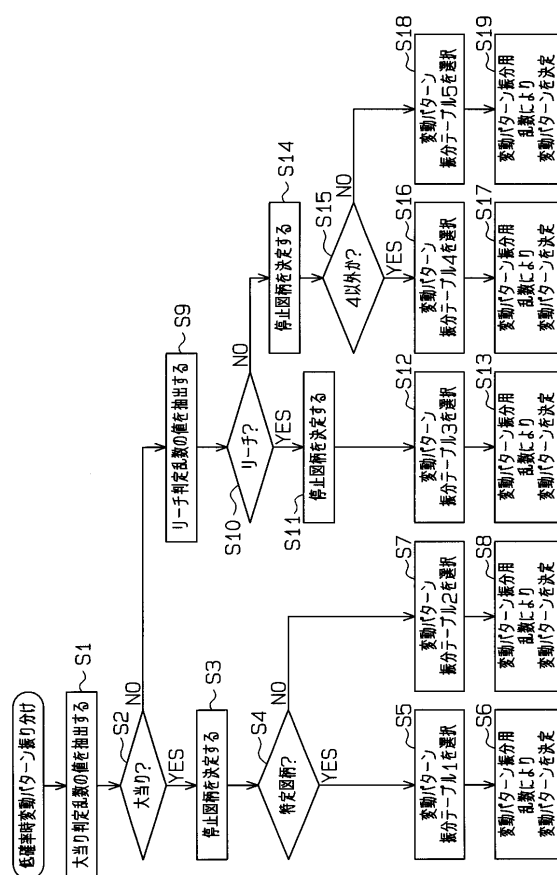 低確率時変動パターン振り分け
大当り判定乱数の値を抽出する
S1
大当り?
S2
YES
NO
停止図柄を決定する
S3
特定図柄?
S4
YES
NO
変動パターン
振分テーブル1を選択
S5
変動パターン振分用
乱数により
変動パターンを決定
S6
変動パターン
振分テーブル2を選択
S7
変動パターン振分用
乱数により
変動パターンを決定
S8
リーチ判定乱数の値を抽出する
S9
リーチ?
S10
YES
NO
停止図柄を決定する
S11
変動パターン
振分テーブル3を選択
S12
変動パターン振分用
乱数により
変動パターンを決定
S13
停止図柄を決定する
S14
4以外か?
S15
YES
NO
変動パターン
振分テーブル4を選択
S16
変動パターン振分用
乱数により
変動パターンを決定
S17
変動パターン
振分テーブル5を選択
S18
変動パターン振分用
乱数により
変動パターンを決定
S19